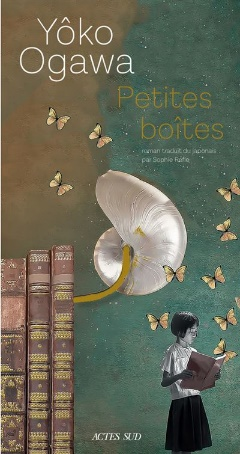 Yôko
Ogawa
Petites
boîtes
roman traduit du japonais
par Sophie Refle
ACTES SUD